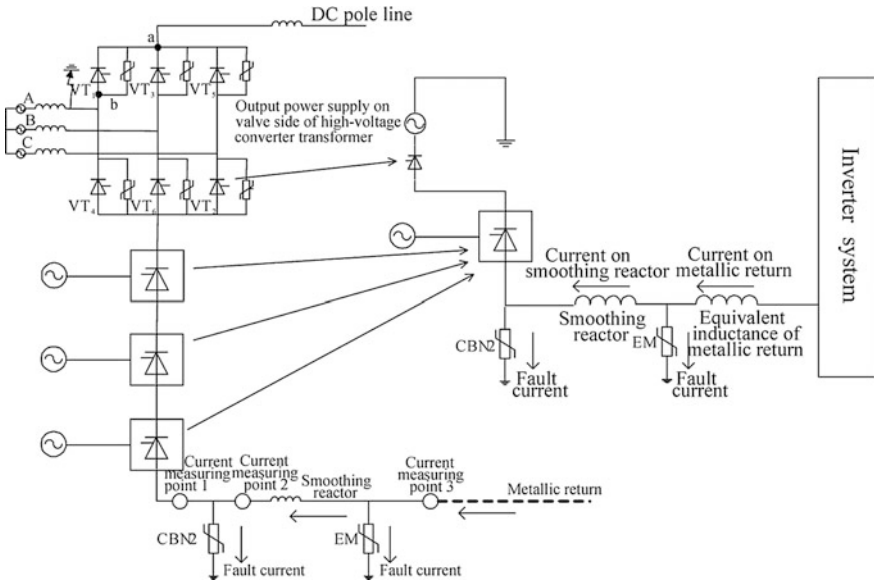 DC pole line
a
A
VT1
b
VT3
VT5
B
C
VT4
VT6
VT2
Output power supply on
valve side of high-voltage
converter transformer
Inverter system
Current on
smoothing reactor
Current on
metallic return
Smoothing
reactor
Equivalent
inductance of
metallic return
CBN2
EM
Fault
current
Fault
current
Current
measuring
point 1
Current
measuring
point 2
Smoothing
reactor
Current
measuring
point 3
Metallic return
CBN2
EM
Fault current
Fault current